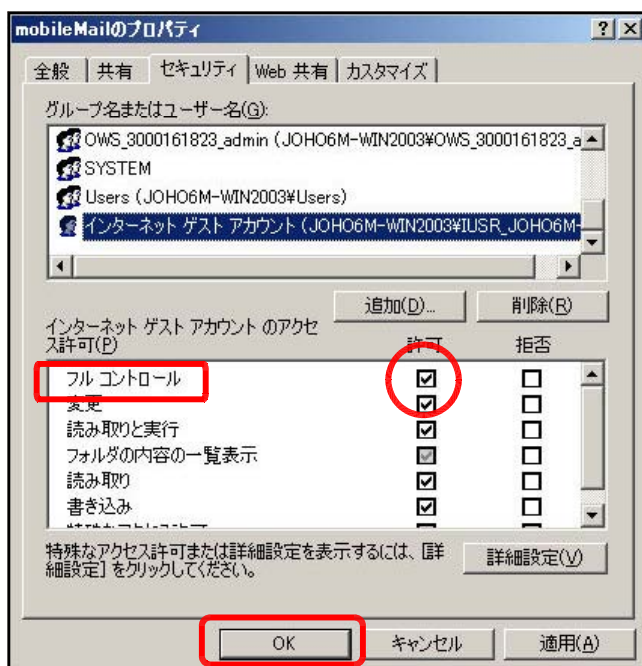 mobileMailのプロパティ
全般 共有 セキュリティ Web 共有 カスタマイズ
グループ名またはユーザー名(G):
OWS_3000161823_admin (JOHO6M-WIN2003¥OWS_3000161823_a
SYSTEM
Users (JOHO6M-WIN2003¥Users)
インターネット ゲスト アカウント (JOHO6M-WIN2003¥IUSR_JOHO6M-
追加(D)... 削除(R)
インターネット ゲスト アカウント のアクセ
ス許可(P) 許可 拒否
フル コントロール
変更
読み取りと実行
フォルダの内容の一覧表示
読み取り
書き込み
特殊なアクセス許可または詳細設定を表示するには、[詳
細設定] をクリックしてください。
詳細設定(V)
OK キャンセル 適用(A)